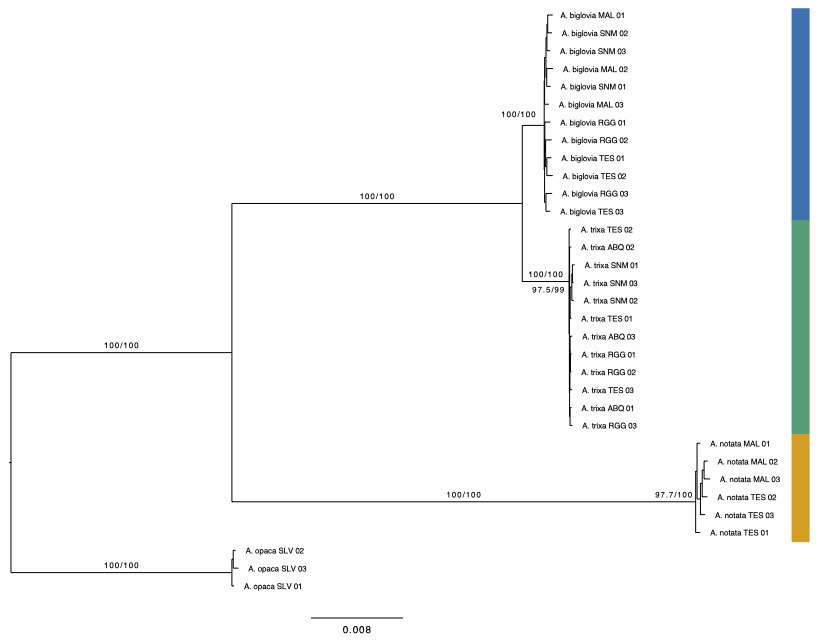 A. biglovia MAL 01
A. biglovia SNM 02
A. biglovia SNM 03
A. biglovia MAL 02
A. biglovia SNM 01
A. biglovia MAL 03
100/100
A. biglovia RGG 01
A. biglovia RGG 02
A. biglovia TES 01
A. biglovia TES 02
100/100
A. biglovia RGG 03
A. biglovia TES 03
A. trixa TES 02
A. trixa ABQ 02
A. trixa SNM 01
100/100
A. trixa SNM 03
97.5/99
A. trixa SNM 02
A. trixa TES 01
A. trixa ABQ 03
100/100
A. trixa RGG 01
A. trixa RGG 02
A. trixa TES 03
A. trixa ABQ 01
A. trixa RGG 03
A. notata MAL 01
A. notata MAL 02
A. notata MAL 03
100/100
97.7/100
A. notata TES 02
A. notata TES 03
A. notata TES 01
A. opaca SLV 02
100/100
A. opaca SLV 03
A. opaca SLV 01
0.008